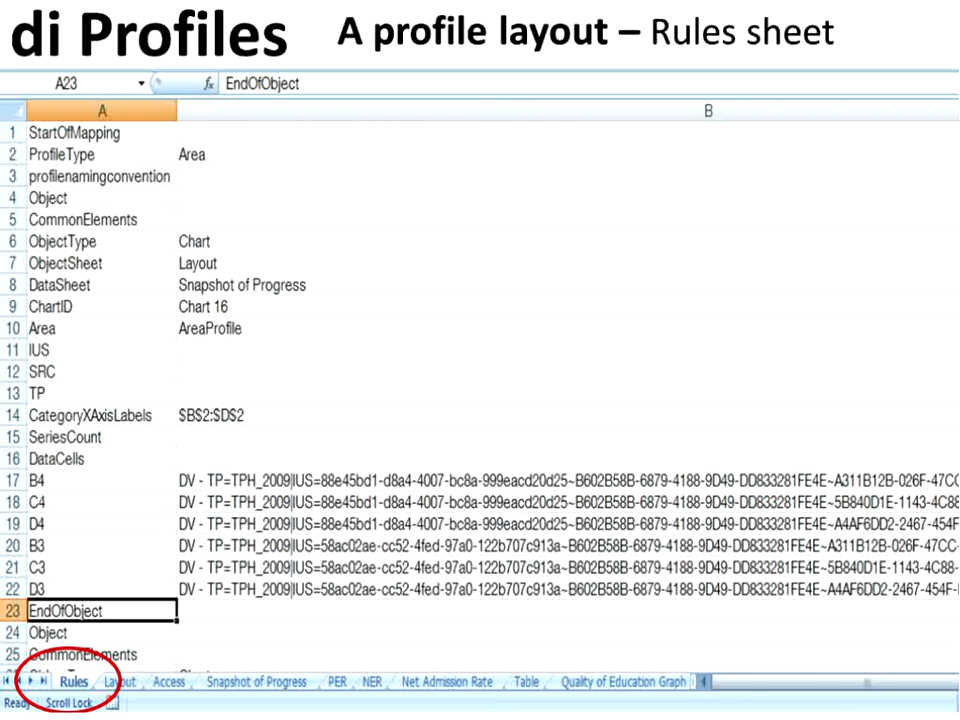 di Profiles A profile layout – Rules sheet
A23 fx EndOfObject
A B
1 StartOfMapping
2 ProfileType Area
3 profilenamingconvention
4 Object
5 CommonElements
6 ObjectType Chart
7 ObjectSheet Layout
8 DataSheet Snapshot of Progress
9 ChartID Chart 16
10 Area AreaProfile
11 IUS
12 SRC
13 TP
14 CategoryXAxisLabels $B$2:$D$2
15 SeriesCount
16 DataCells
17 B4 DV - TP=TPH_2009|IUS=88e45bd1-d8a4-4007-bc8a-999eacd20d25~B602B58B-6879-4188-9D49-DD833281FE4E~A311B12B-026F-47CC
18 C4 DV - TP=TPH_2009|IUS=88e45bd1-d8a4-4007-bc8a-999eacd20d25~B602B58B-6879-4188-9D49-DD833281FE4E~5B840D1E-1143-4C88
19 D4 DV - TP=TPH_2009|IUS=88e45bd1-d8a4-4007-bc8a-999eacd20d25~B602B58B-6879-4188-9D49-DD833281FE4E~A4AF6DD2-2467-454F
20 B3 DV - TP=TPH_2009|IUS=58ac02ae-cc52-4fed-97a0-122b707c913a~B602B58B-6879-4188-9D49-DD833281FE4E~A311B12B-026F-47CC-
21 C3 DV - TP=TPH_2009|IUS=58ac02ae-cc52-4fed-97a0-122b707c913a~B602B58B-6879-4188-9D49-DD833281FE4E~5B840D1E-1143-4C88-
22 D3 DV - TP=TPH_2009|IUS=58ac02ae-cc52-4fed-97a0-122b707c913a~B602B58B-6879-4188-9D49-DD833281FE4E~A4AF6DD2-2467-454F-
23 EndOfObject
24 Object
25 CommonElements
Rules Layout Access Snapshot of Progress PER NER Net Admission Rate Table Quality of Education Graph
Ready Scroll Lock